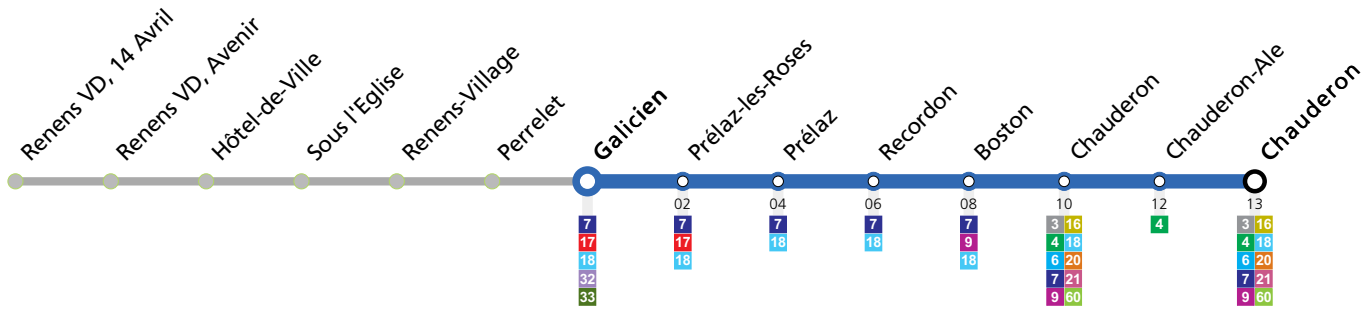 Renens VD, 14 Avril
Renens VD, Avenir
Hôtel-de-Ville
Sous l'Eglise
Renens-Village
Perrelet
Galicien
Prélaz-les-Roses
Prélaz
Recordon
Boston
Chauderon
Chauderon-Ale
Chauderon
02 04 06 08 10 12 13
7 7 7 7 7 3 16 4 3 16
17 17 18 18 9 4 18 4 18
18 18 18 6 20 6 20
32 7 21 7 21
33 9 60 9 60